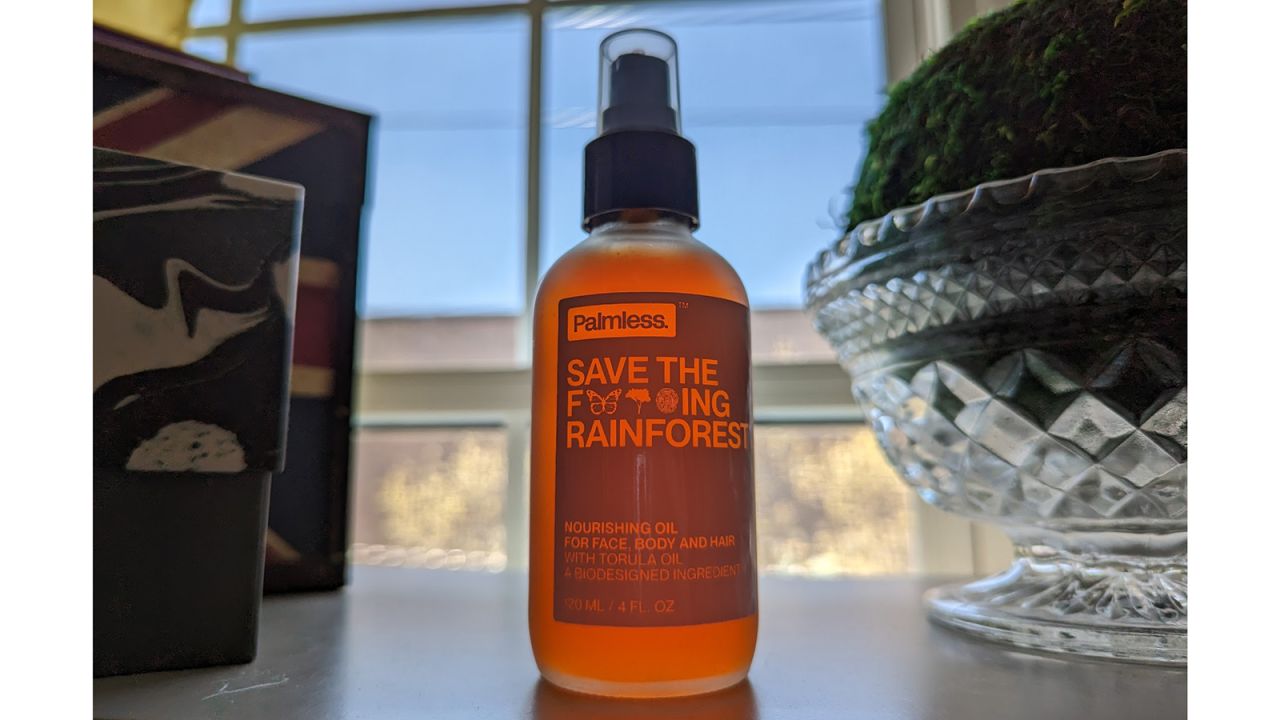 Palmless.™
SAVE THE
F ING
RAINFOREST
NOURISHING OIL
FOR FACE, BODY AND HAIR
WITH TORULA OIL
A BIODESIGNED INGREDIENT
120 ML / 4 FL. OZ